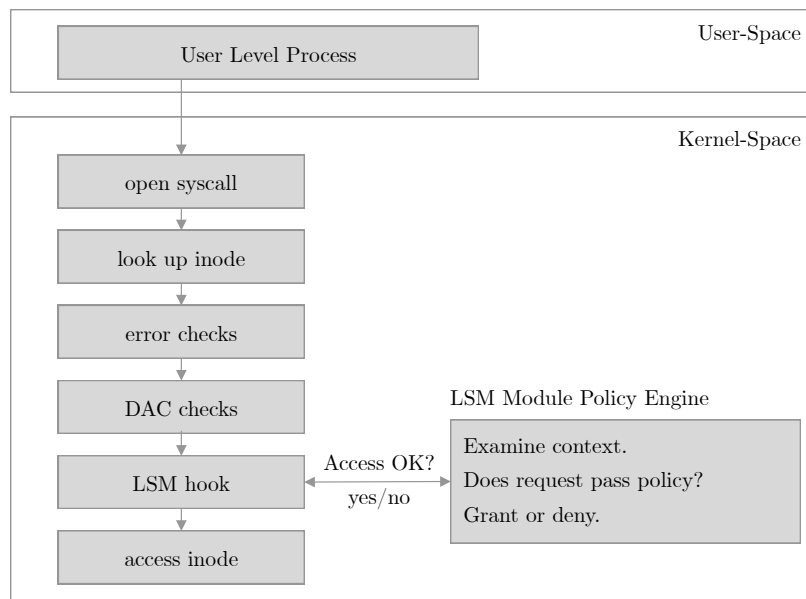 User-Space
User Level Process
Kernel-Space
open syscall
look up inode
error checks
DAC checks
LSM hook
access inode
Access OK?
yes/no
LSM Module Policy Engine
Examine context.
Does request pass policy?
Grant or deny.